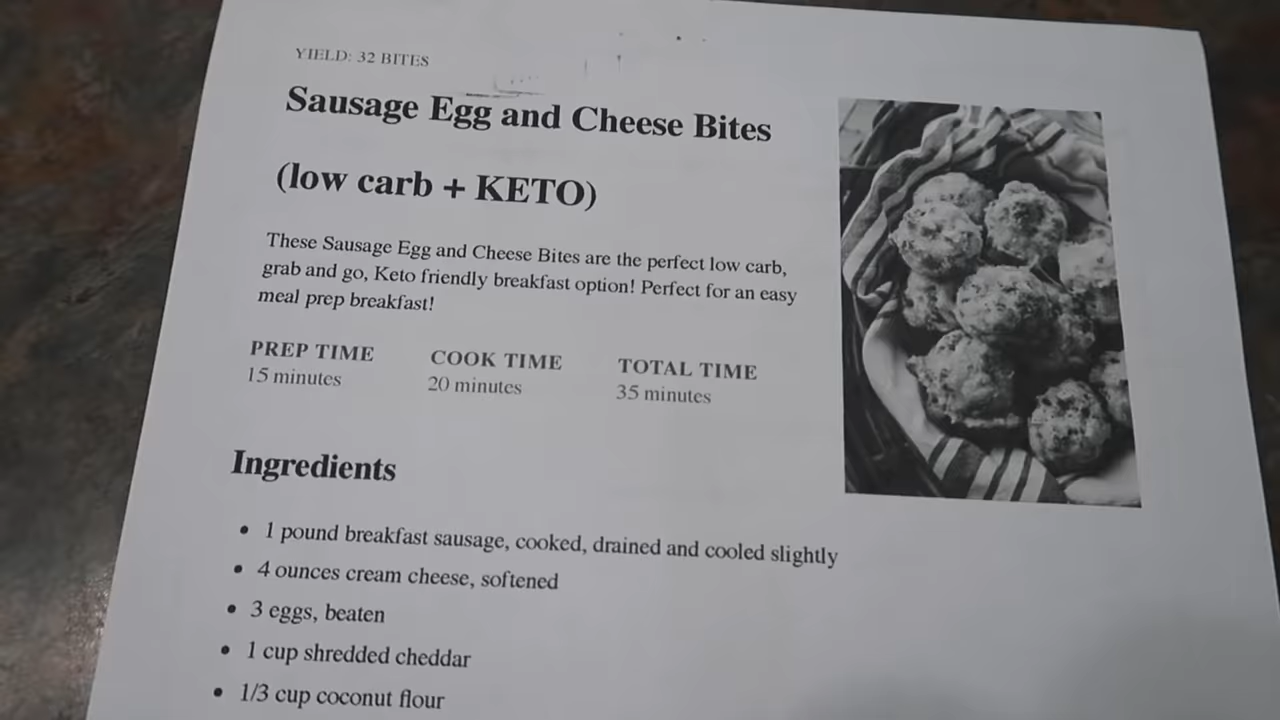 YIELD: 32 BITES
Sausage Egg and Cheese Bites
(low carb + KETO)
These Sausage Egg and Cheese Bites are the perfect low carb,
grab and go, Keto friendly breakfast option! Perfect for an easy
meal prep breakfast!
PREP TIME COOK TIME TOTAL TIME
15 minutes 20 minutes 35 minutes
Ingredients
• 1 pound breakfast sausage, cooked, drained and cooled slightly
• 4 ounces cream cheese, softened
• 3 eggs, beaten
• 1 cup shredded cheddar
• 1/3 cup coconut flour